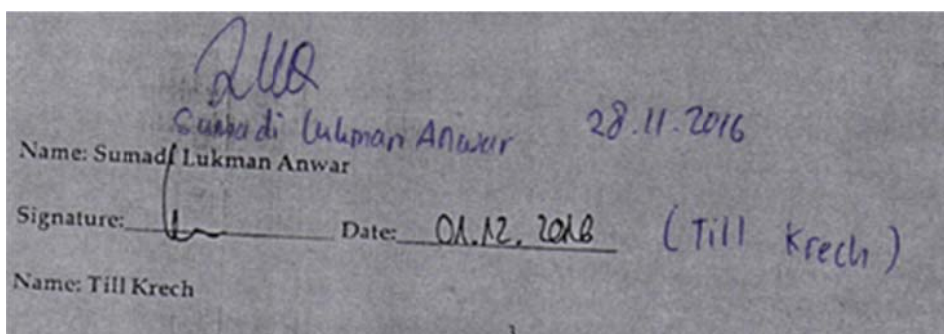 Sumadi Lukman Anwar 28.11.2016
Name: Sumadi Lukman Anwar
Signature: Date: 01.12.2016 (Till Krech)
Name: Till Krech
1